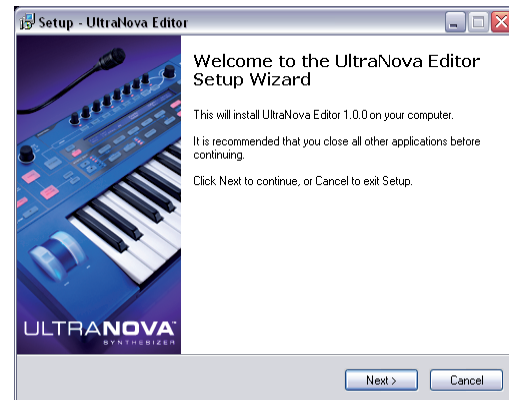 Setup - UltraNova Editor
Welcome to the UltraNova Editor
Setup Wizard
This will install UltraNova Editor 1.0.0 on your computer.
It is recommended that you close all other applications before
continuing.
Click Next to continue, or Cancel to exit Setup.
ULTRANOVA™
SYNTHESIZER
Next >
Cancel